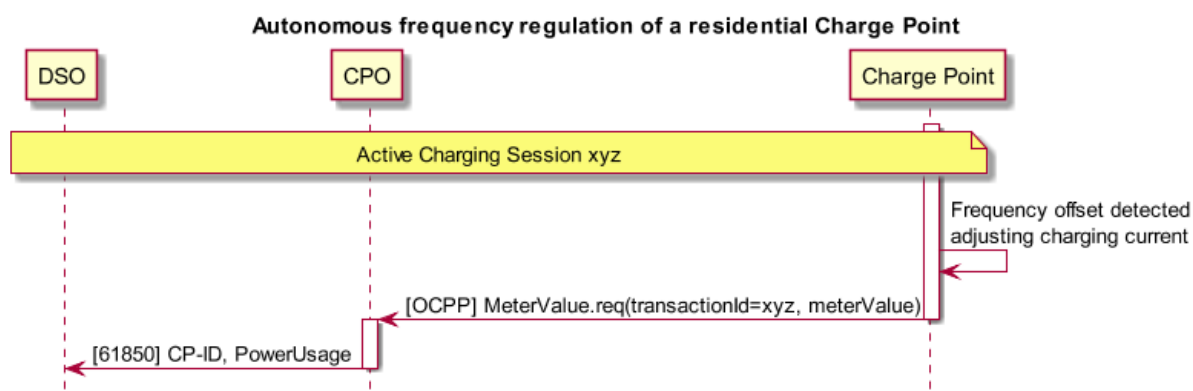 Autonomous frequency regulation of a residential Charge Point
DSO
CPO
Charge Point
Active Charging Session xyz
Frequency offset detected
adjusting charging current
[OCPP] MeterValue.req(transactionId=xyz, meterValue)
[61850] CP-ID, PowerUsage